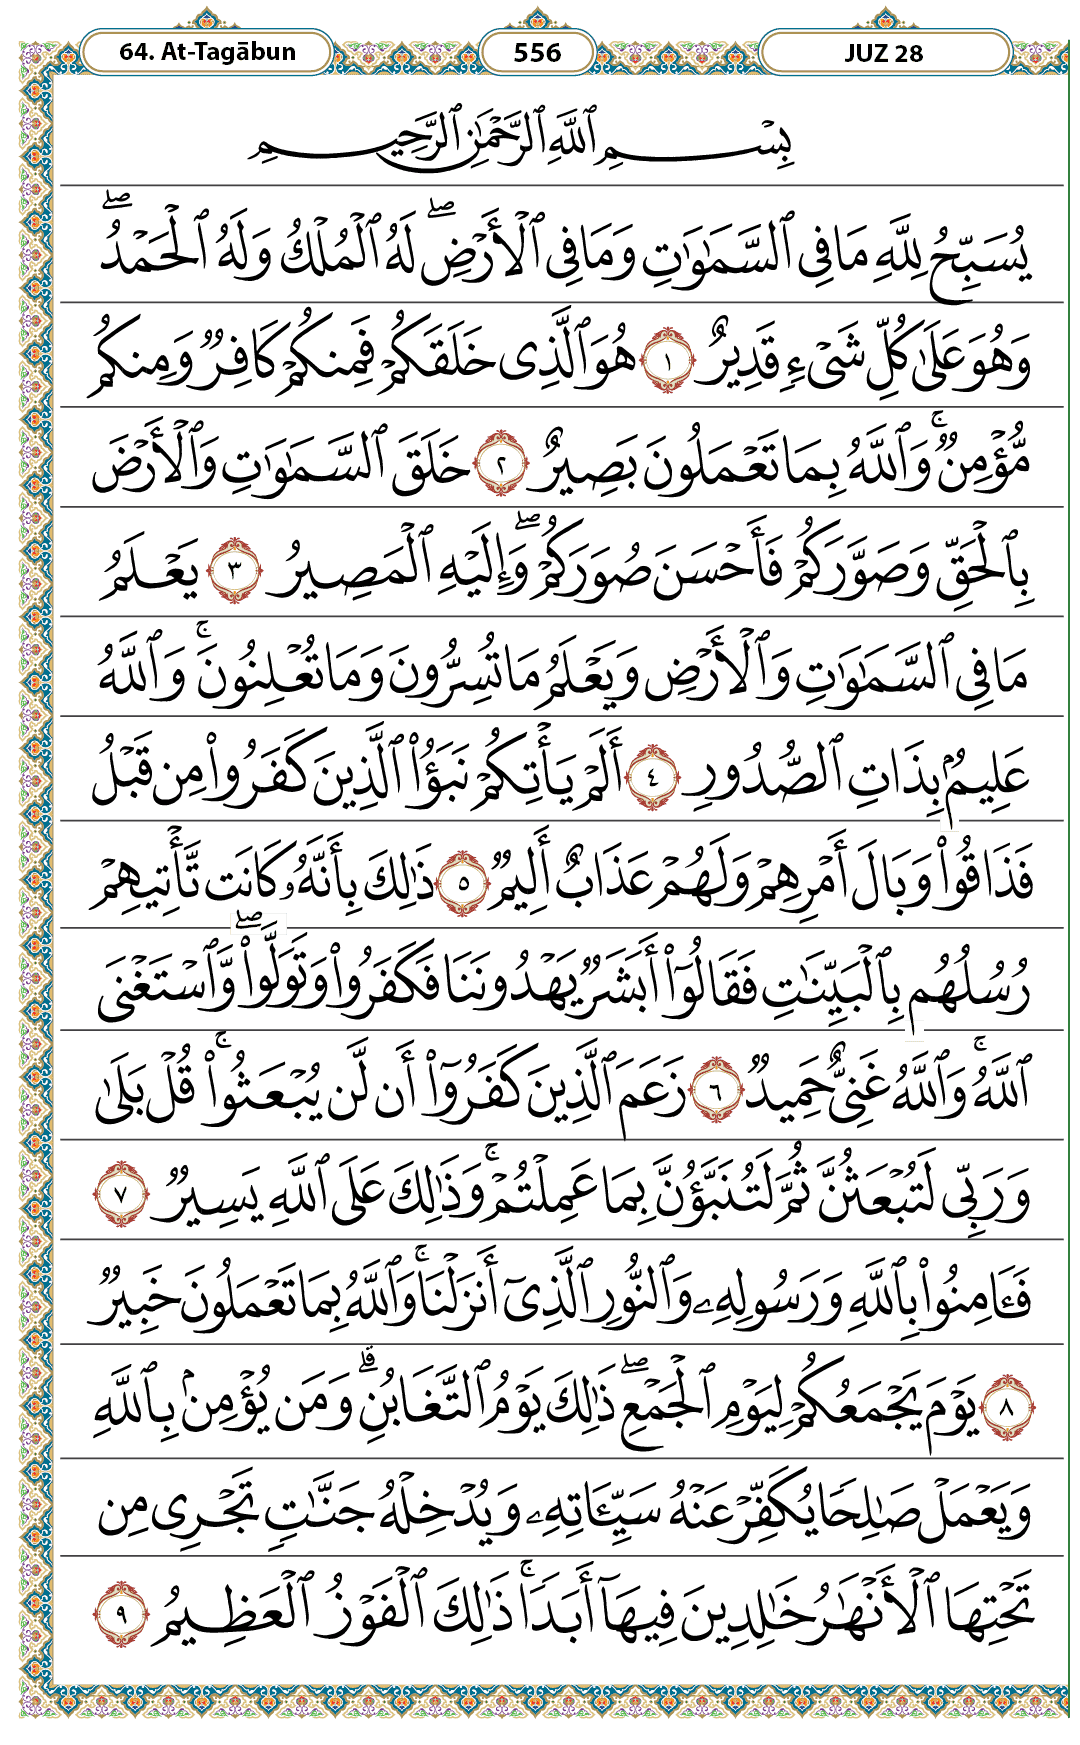 64. At-Tagābun
556
JUZ 28
بِسْمِ ٱللَّهِ ٱلرَّحْمَٰنِ ٱلرَّحِيمِ
يُسَبِّحُ لِلَّهِ مَا فِى ٱلسَّمَٰوَٰتِ وَمَا فِى ٱلْأَرْضِ ۖ لَهُ ٱلْمُلْكُ وَلَهُ ٱلْحَمْدُ ۖ
وَهُوَ عَلَىٰ كُلِّ شَىْءٍ قَدِيرٌ ١ هُوَ ٱلَّذِى خَلَقَكُمْ فَمِنكُمْ كَافِرٌ وَمِنكُم
مُّؤْمِنٌ ۚ وَٱللَّهُ بِمَا تَعْمَلُونَ بَصِيرٌ ٢ خَلَقَ ٱلسَّمَٰوَٰتِ وَٱلْأَرْضَ
بِٱلْحَقِّ وَصَوَّرَكُمْ فَأَحْسَنَ صُوَرَكُمْ ۖ وَإِلَيْهِ ٱلْمَصِيرُ ٣ يَعْلَمُ
مَا فِى ٱلسَّمَٰوَٰتِ وَٱلْأَرْضِ وَيَعْلَمُ مَا تُسِرُّونَ وَمَا تُعْلِنُونَ ۚ وَٱللَّهُ
عَلِيمٌۢ بِذَاتِ ٱلصُّدُورِ ٤ أَلَمْ يَأْتِكُمْ نَبَؤُا۟ ٱلَّذِينَ كَفَرُوا۟ مِن قَبْلُ
فَذَاقُوا۟ وَبَالَ أَمْرِهِمْ وَلَهُمْ عَذَابٌ أَلِيمٌ ٥ ذَٰلِكَ بِأَنَّهُۥ كَانَت تَّأْتِيهِمْ
رُسُلُهُم بِٱلْبَيِّنَٰتِ فَقَالُوٓا۟ أَبَشَرٌ يَهْدُونَنَا فَكَفَرُوا۟ وَتَوَلَّوا۟ ۖ وَّٱسْتَغْنَى
ٱللَّهُ ۚ وَٱللَّهُ غَنِىٌّ حَمِيدٌ ٦ زَعَمَ ٱلَّذِينَ كَفَرُوٓا۟ أَن لَّن يُبْعَثُوا۟ ۚ قُلْ بَلَىٰ
وَرَبِّى لَتُبْعَثُنَّ ثُمَّ لَتُنَبَّؤُنَّ بِمَا عَمِلْتُمْ ۚ وَذَٰلِكَ عَلَى ٱللَّهِ يَسِيرٌ ٧
فَـَٔامِنُوا۟ بِٱللَّهِ وَرَسُولِهِۦ وَٱلنُّورِ ٱلَّذِىٓ أَنزَلْنَا ۚ وَٱللَّهُ بِمَا تَعْمَلُونَ خَبِيرٌ
٨ يَوْمَ يَجْمَعُكُمْ لِيَوْمِ ٱلْجَمْعِ ۖ ذَٰلِكَ يَوْمُ ٱلتَّغَابُنِ ۗ وَمَن يُؤْمِنۢ بِٱللَّهِ
وَيَعْمَلْ صَٰلِحًا يُكَفِّرْ عَنْهُ سَيِّـَٔاتِهِۦ وَيُدْخِلْهُ جَنَّٰتٍ تَجْرِى مِن
تَحْتِهَا ٱلْأَنْهَٰرُ خَٰلِدِينَ فِيهَآ أَبَدًا ۚ ذَٰلِكَ ٱلْفَوْزُ ٱلْعَظِيمُ ٩